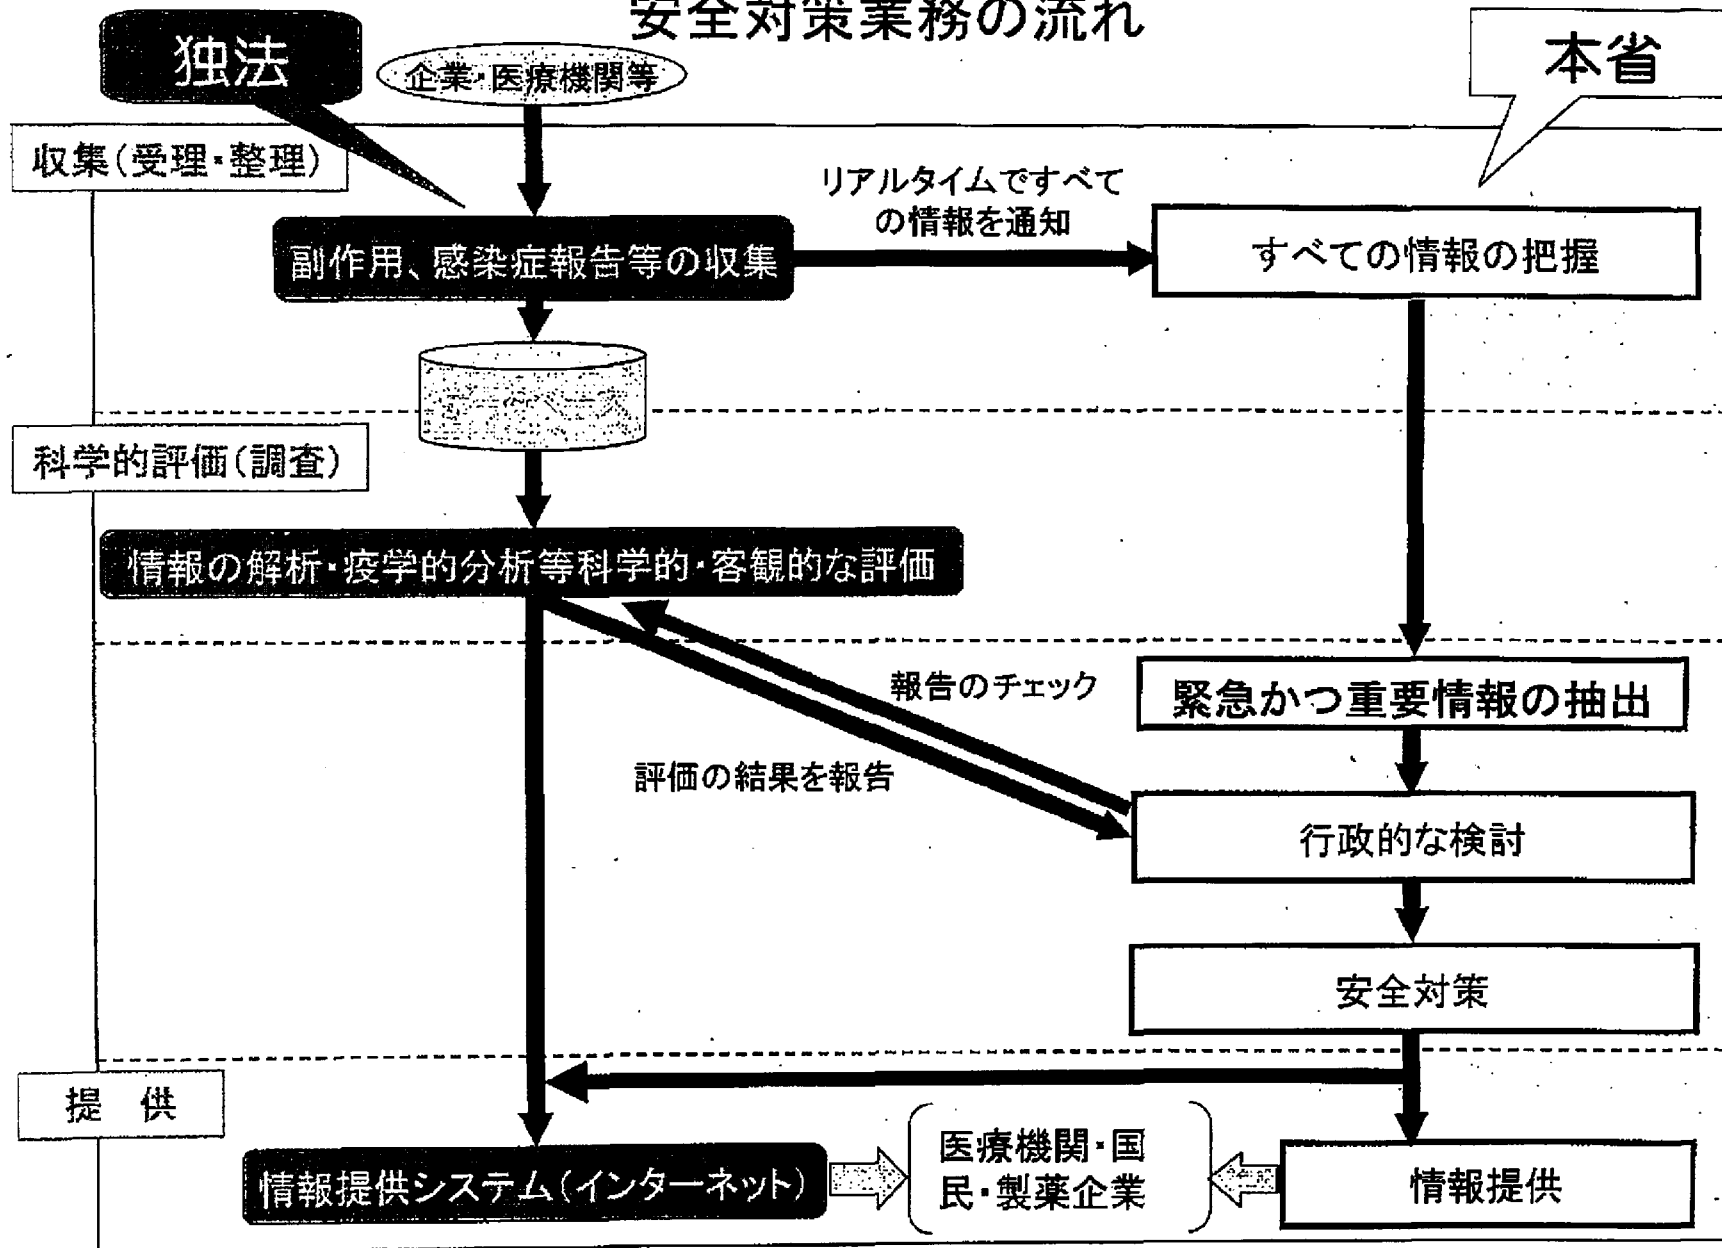 安全対策業務の流れ
独法
企業・医療機関等
本省
収集(受理・整理)
リアルタイムですべて
の情報を通知
副作用、感染症報告等の収集
すべての情報の把握
データベース
科学的評価(調査)
情報の解析・疫学的分析等科学的・客観的な評価
報告のチェック
緊急かつ重要情報の抽出
評価の結果を報告
行政的な検討
安全対策
提 供
医療機関・国
民・製薬企業
情報提供システム(インターネット)
情報提供